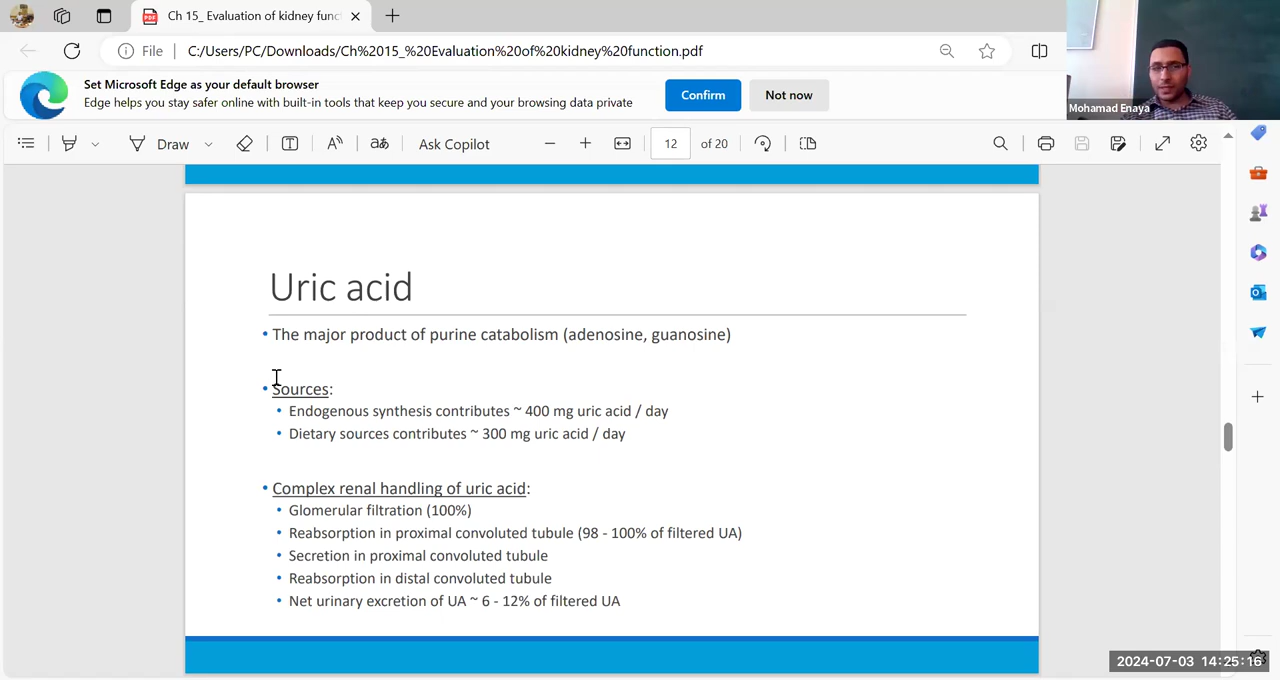 Ch 15_ Evaluation of kidney func
File
C:/Users/PC/Downloads/Ch%2015_%20Evaluation%20of%20kidney%20function.pdf
Set Microsoft Edge as your default browser
Edge helps you stay safer online with built-in tools that keep you secure and your browsing data private
Confirm
Not now
Mohamad Enaya
Draw
Ask Copilot
12 of 20
Uric acid
• The major product of purine catabolism (adenosine, guanosine)
• Sources:
• Endogenous synthesis contributes ~ 400 mg uric acid / day
• Dietary sources contributes ~ 300 mg uric acid / day
• Complex renal handling of uric acid:
• Glomerular filtration (100%)
• Reabsorption in proximal convoluted tubule (98 - 100% of filtered UA)
• Secretion in proximal convoluted tubule
• Reabsorption in distal convoluted tubule
• Net urinary excretion of UA ~ 6 - 12% of filtered UA
2024-07-03 14:25:16